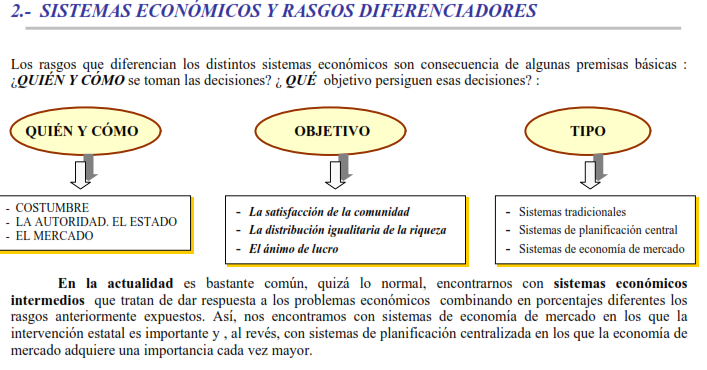 2.- SISTEMAS ECONÓMICOS Y RASGOS DIFERENCIADORES
Los rasgos que diferencian los distintos sistemas económicos son consecuencia de algunas premisas básicas :
¿QUIÉN Y CÓMO se toman las decisiones? ¿ QUÉ objetivo persiguen esas decisiones? :
QUIÉN Y CÓMO
OBJETIVO
TIPO
- COSTUMBRE
- LA AUTORIDAD. EL ESTADO
- EL MERCADO
- La satisfacción de la comunidad
- La distribución igualitaria de la riqueza
- El ánimo de lucro
- Sistemas tradicionales
- Sistemas de planificación central
- Sistemas de economía de mercado
En la actualidad es bastante común, quizá lo normal, encontrarnos con sistemas económicos
intermedios que tratan de dar respuesta a los problemas económicos combinando en porcentajes diferentes los
rasgos anteriormente expuestos. Así, nos encontramos con sistemas de economía de mercado en los que la
intervención estatal es importante y , al revés, con sistemas de planificación centralizada en los que la economía de
mercado adquiere una importancia cada vez mayor.